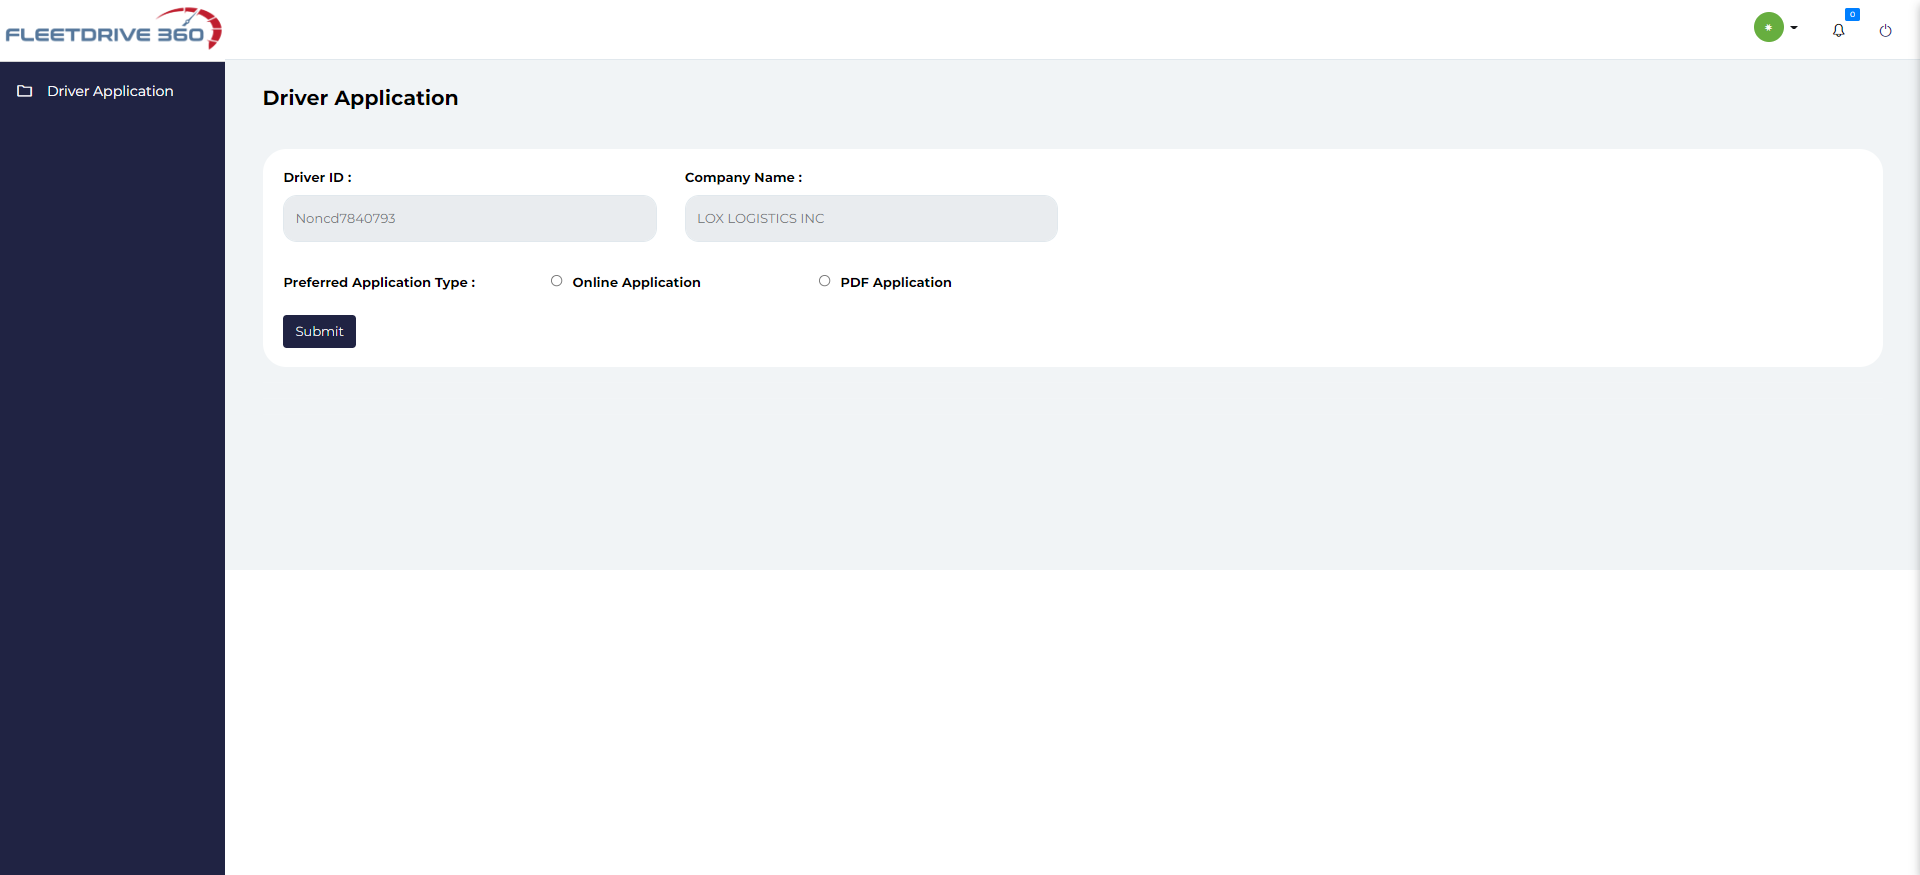 FLEETDRIVE 360
0
Driver Application
Driver Application
Driver ID :
Company Name :
Noncd7840793
LOX LOGISTICS INC
Preferred Application Type :
Online Application
PDF Application
Submit